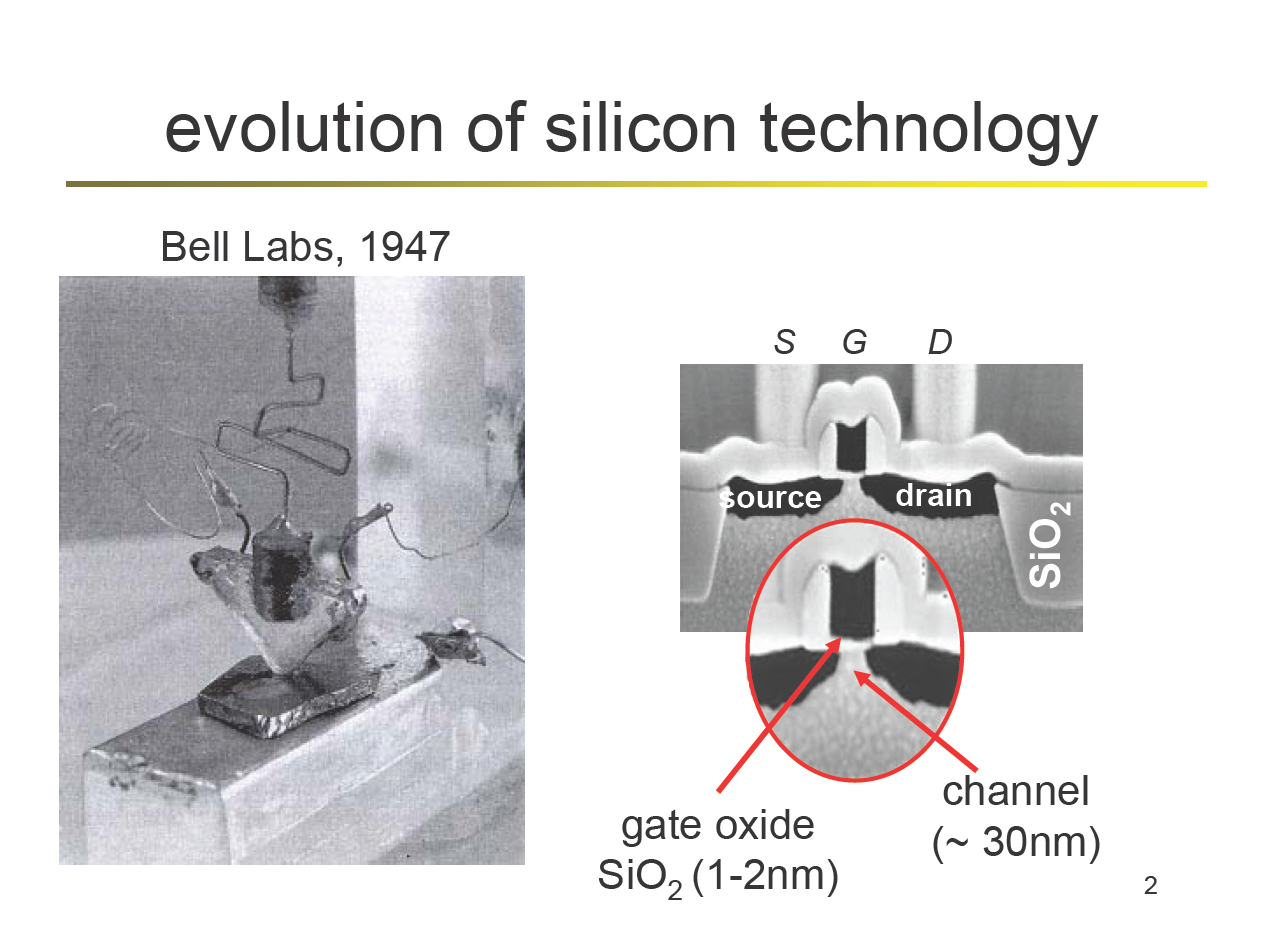 evolution of silicon technology
Bell Labs, 1947
S G D
source drain
SiO₂
gate oxide
SiO₂ (1-2nm)
channel
(~ 30nm)
2